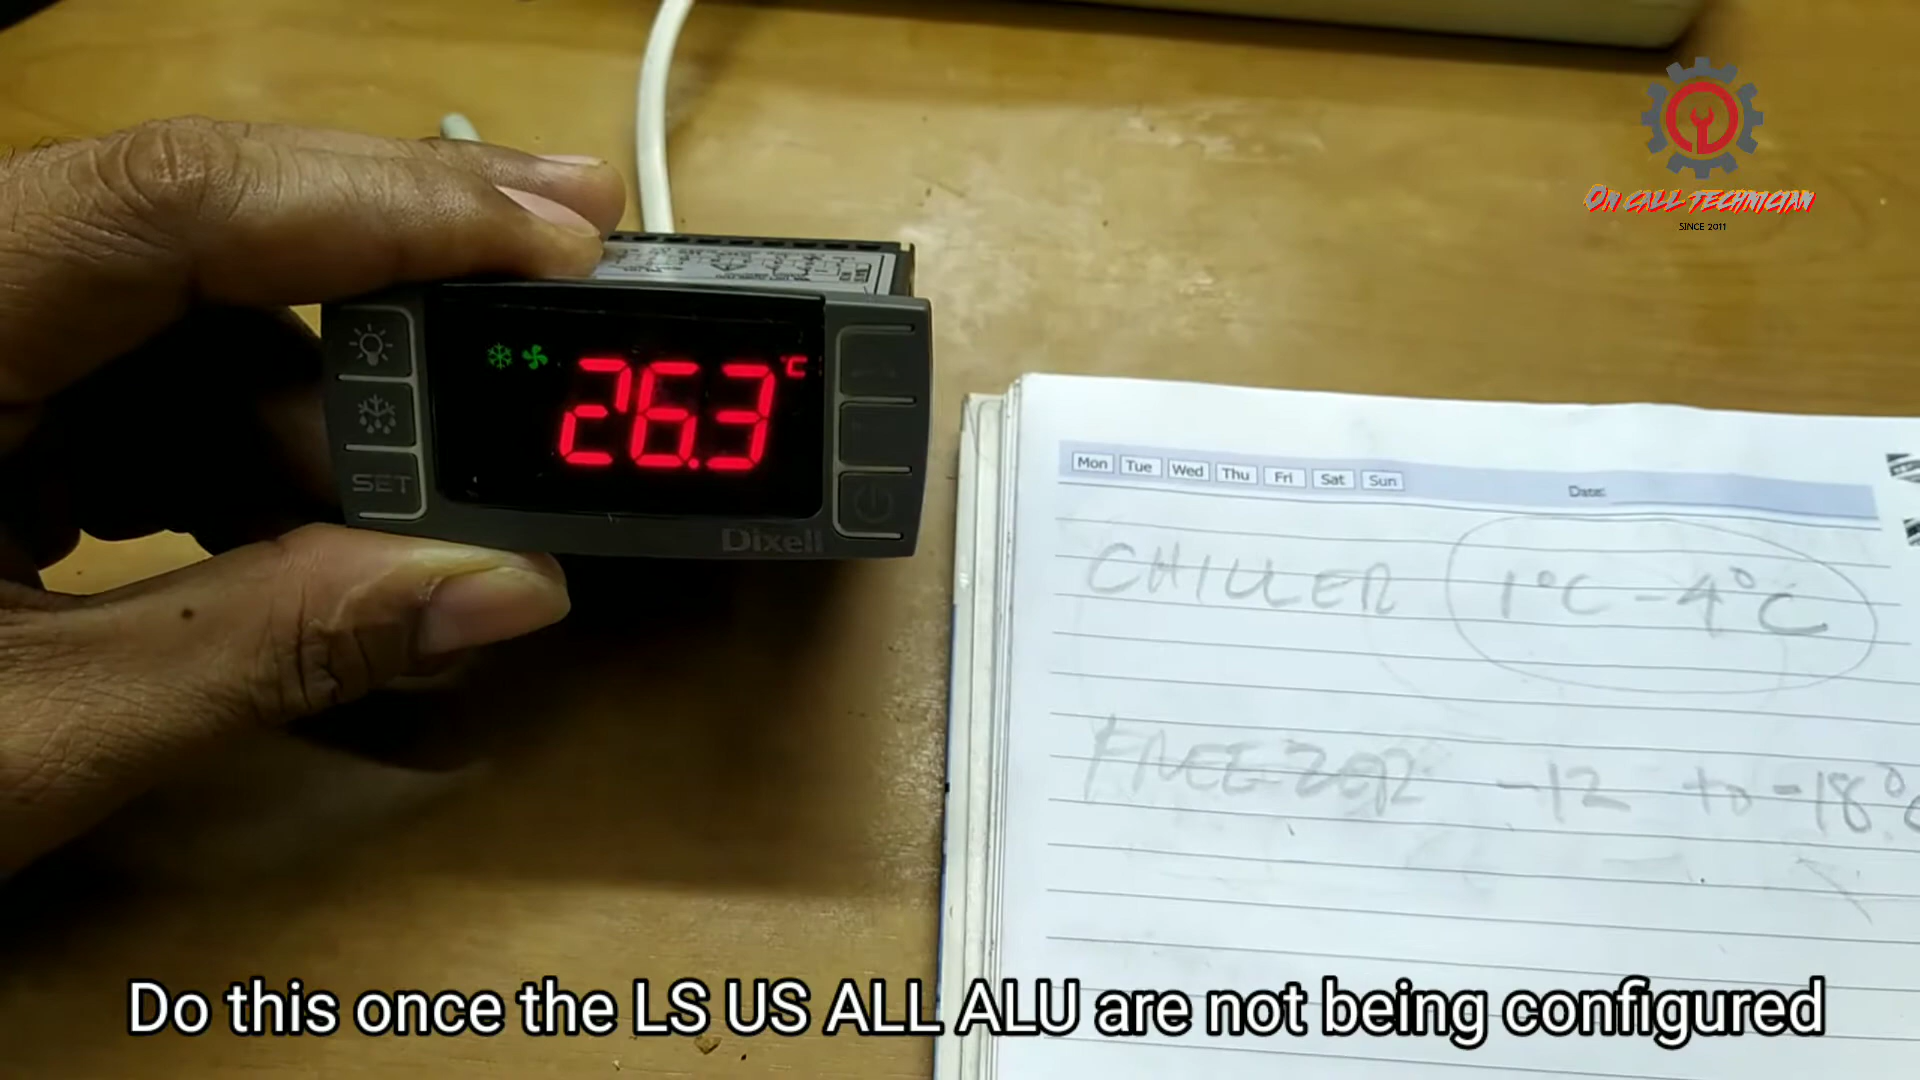 On call technician
SINCE 2011
26.3 °C
SET
Dixell
Mon Tue Wed Thu Fri Sat Sun
Date:
CHILLER 1°C - 4°C
FREEZER -12 to -18°C
Do this once the LS US ALL ALU are not being configured